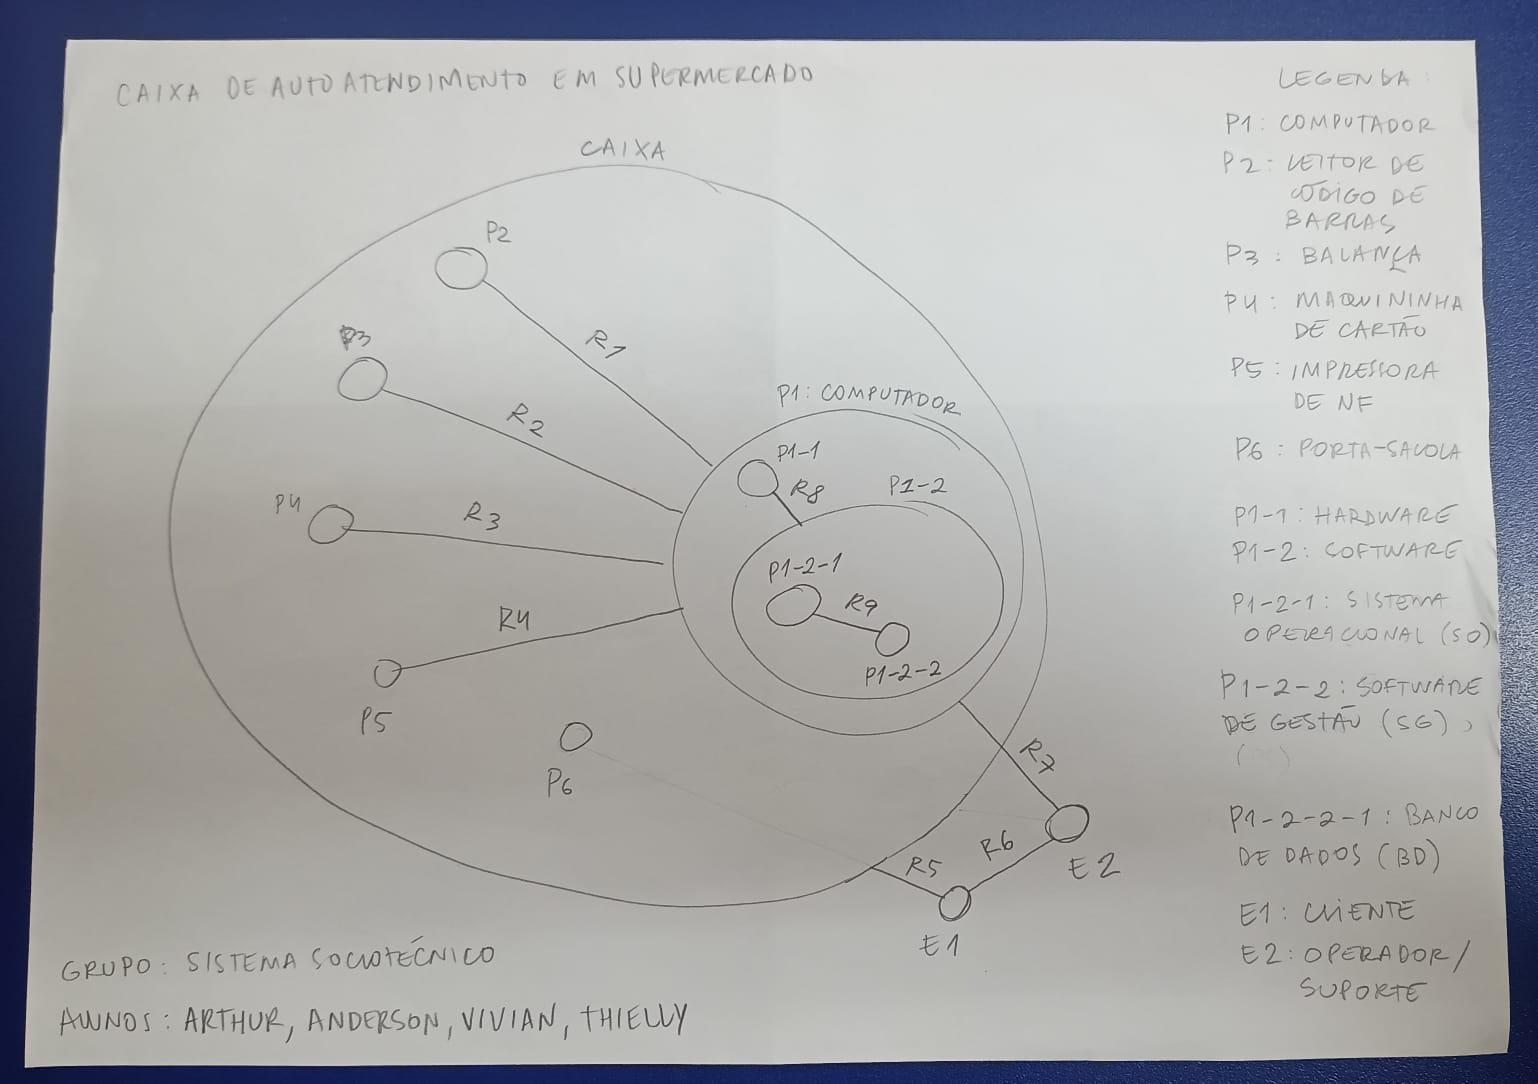 CAIXA DE AUTO ATENDIMENTO EM SUPERMERCADO
CAIXA
P2
R1
P3
R2
P4
R3
R4
P5
P6
P1: COMPUTADOR
P1-1
R8
P1-2
P1-2-1
R9
P1-2-2
R7
R6
R5
E2
E1
LEGENDA:
P1: COMPUTADOR
P2: LEITOR DE
CÓDIGO DE
BARRAS
P3: BALANÇA
P4: MAQUININHA
DE CARTÃO
P5: IMPRESSORA
DE NF
P6: PORTA-SACOLA
P1-1: HARDWARE
P1-2: SOFTWARE
P1-2-1: SISTEMA
OPERACIONAL (SO)
P1-2-2: SOFTWARE
DE GESTÃO (SG),
P1-2-2-1: BANCO
DE DADOS (BD)
E1: CLIENTE
E2: OPERADOR/
SUPORTE
GRUPO: SISTEMA SOCIOTÉCNICO
ALUNOS: ARTHUR, ANDERSON, VIVIAN, THIELLY